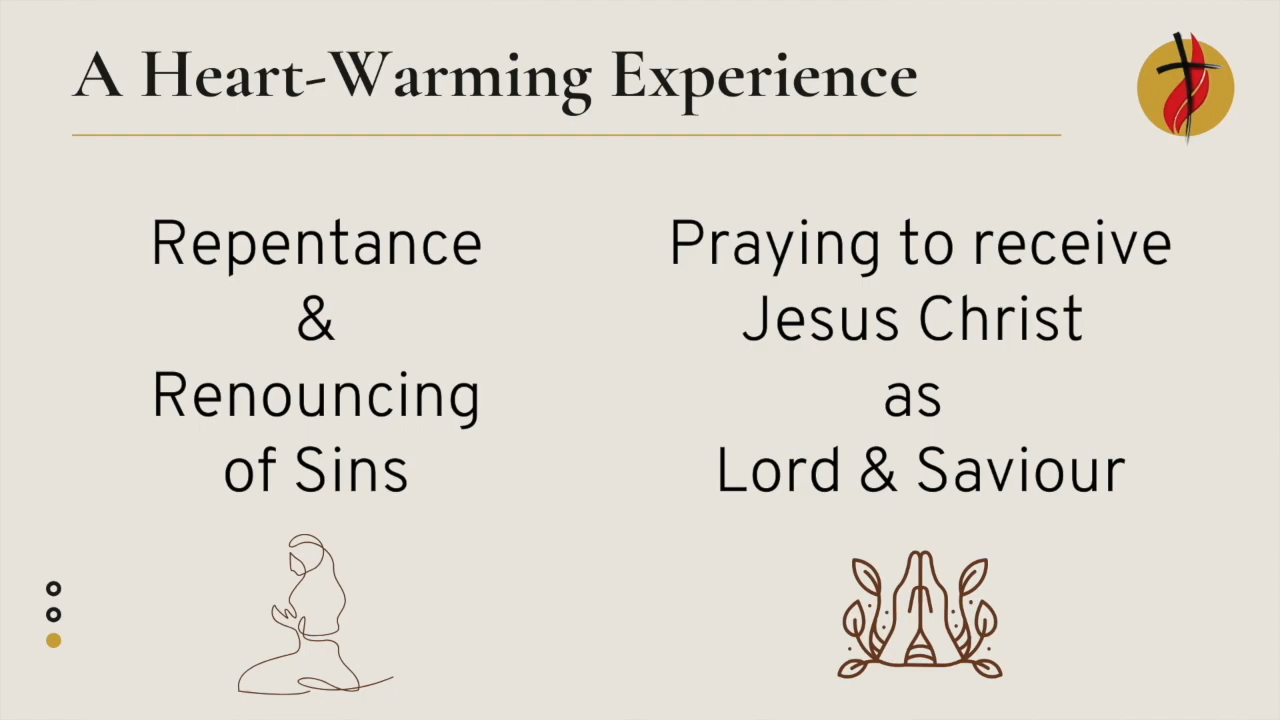 A Heart-Warming Experience
Repentance
&
Renouncing
of Sins
Praying to receive
Jesus Christ
as
Lord & Saviour